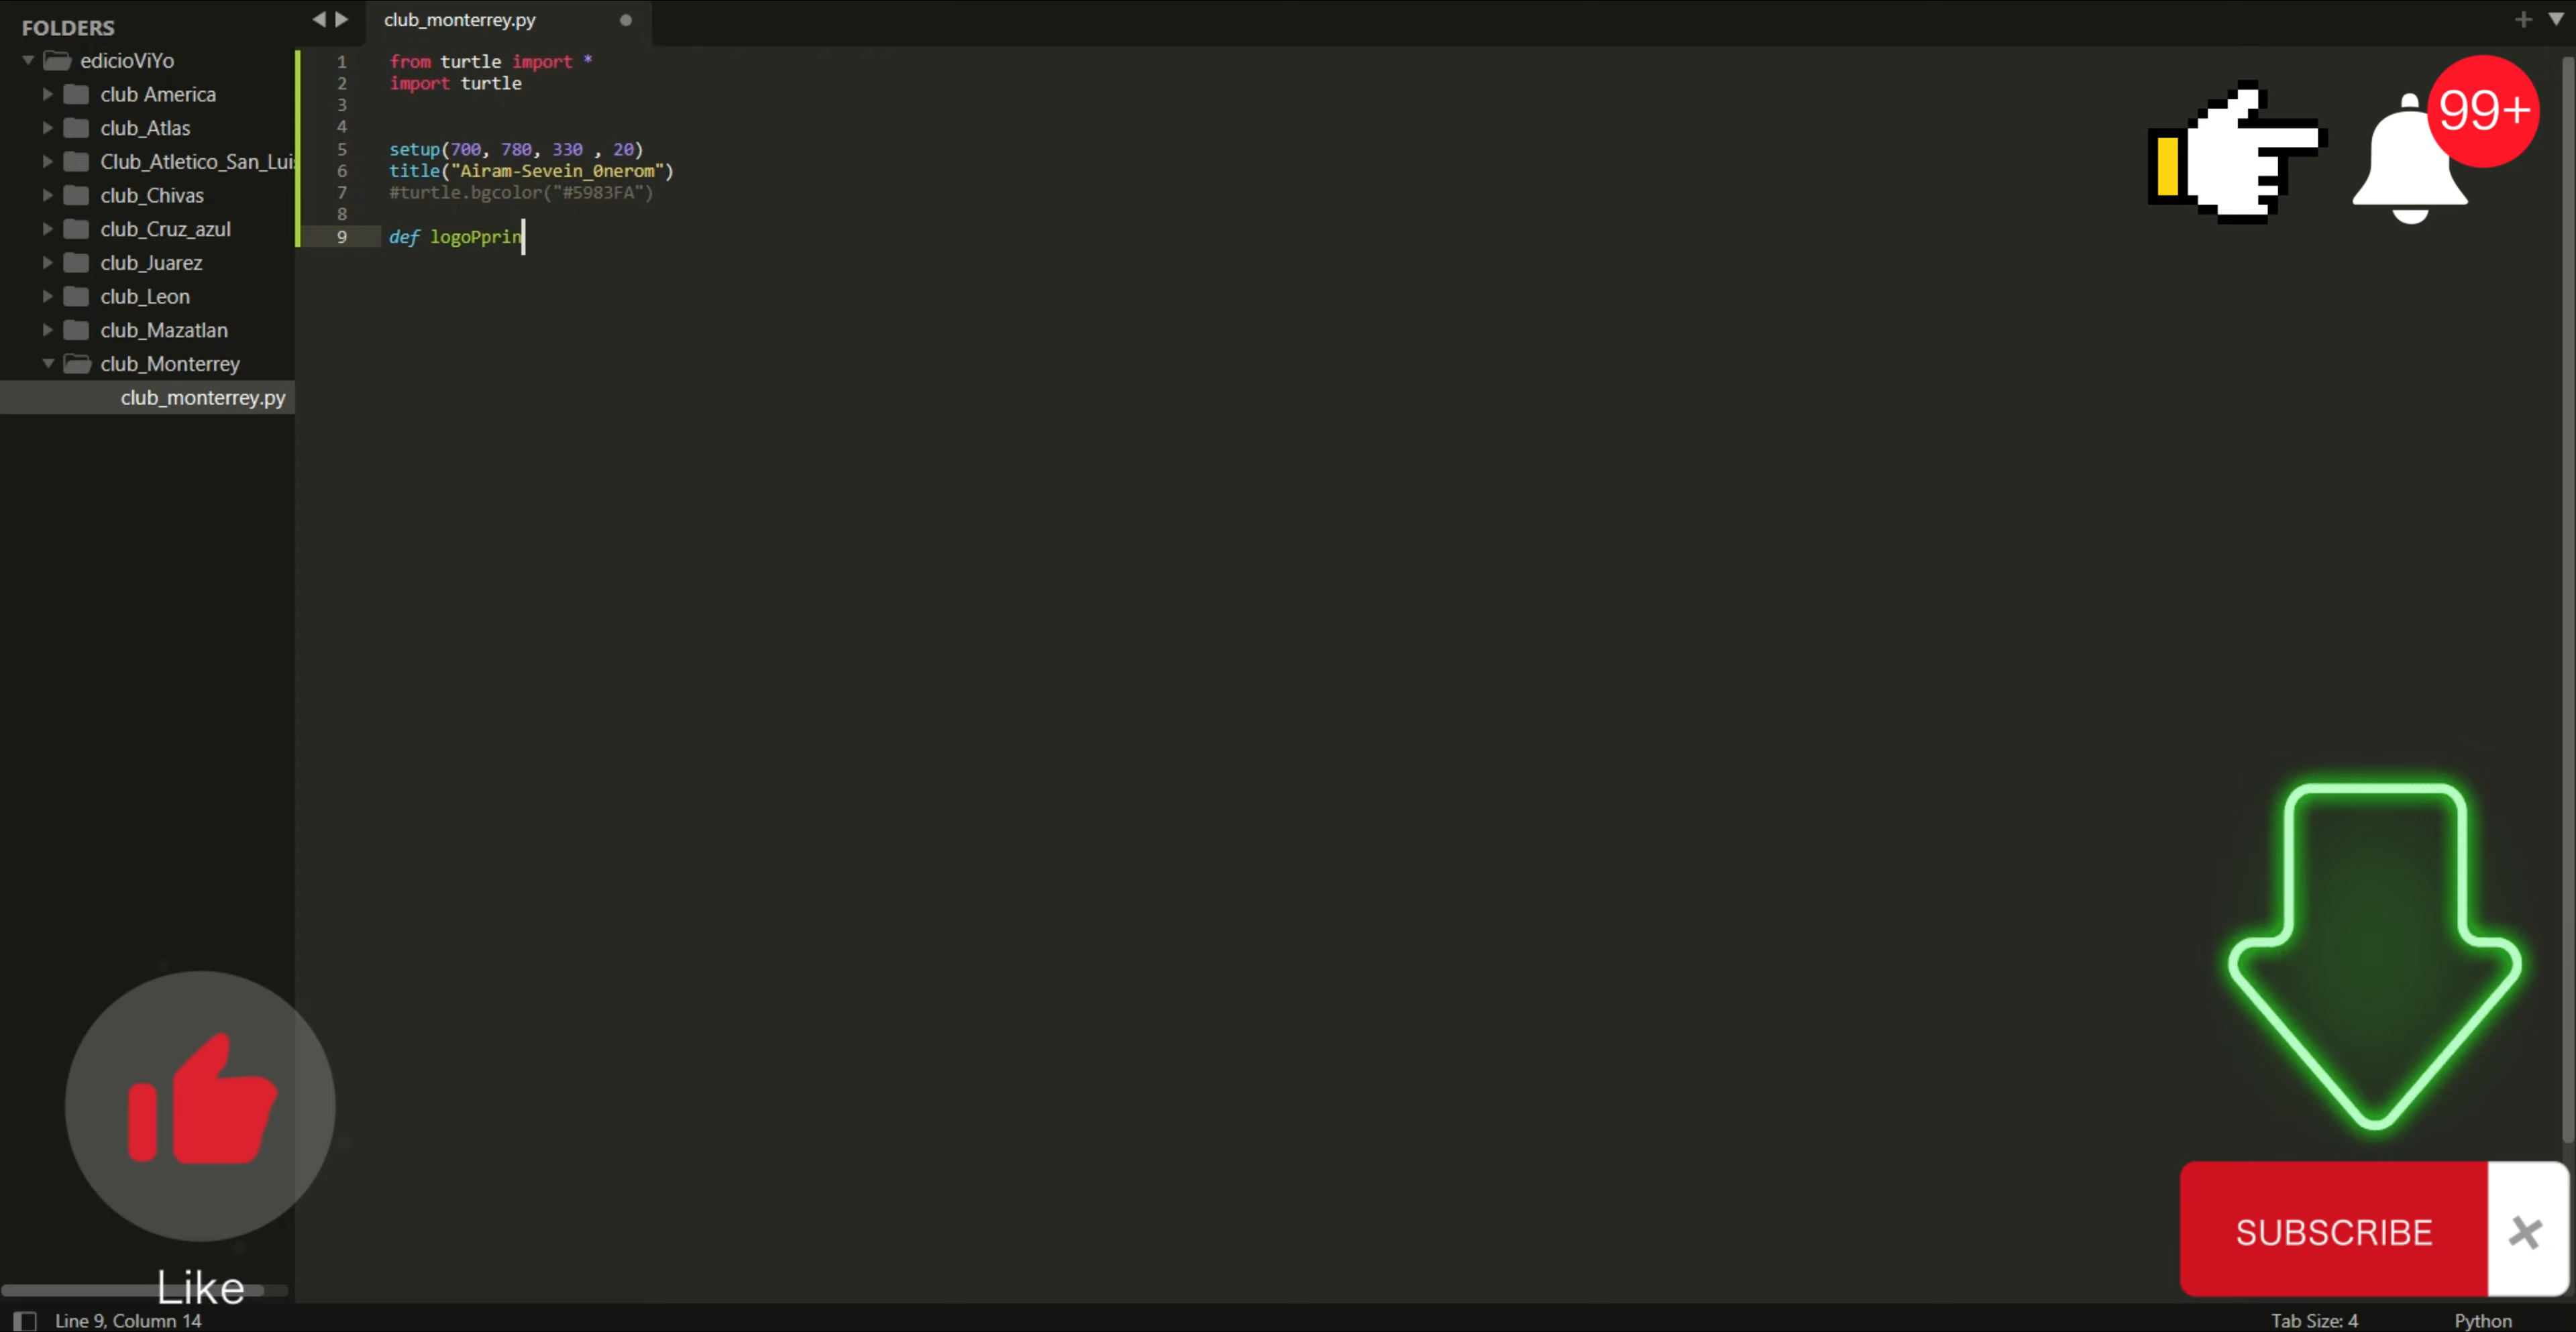 FOLDERS
edicioViYo
club America
club_Atlas
Club_Atletico_San_Luis
club_Chivas
club_Cruz_azul
club_Juarez
club_Leon
club_Mazatlan
club_Monterrey
club_monterrey.py
club_monterrey.py
1 from turtle import *
2 import turtle
3
4
5 setup(700, 780, 330 , 20)
6 title("Airam-Sevein_0nerom")
7 #turtle.bgcolor("#5983FA")
8
9 def logoPprin
99+
Like
SUBSCRIBE
Line 9, Column 14
Tab Size: 4
Python